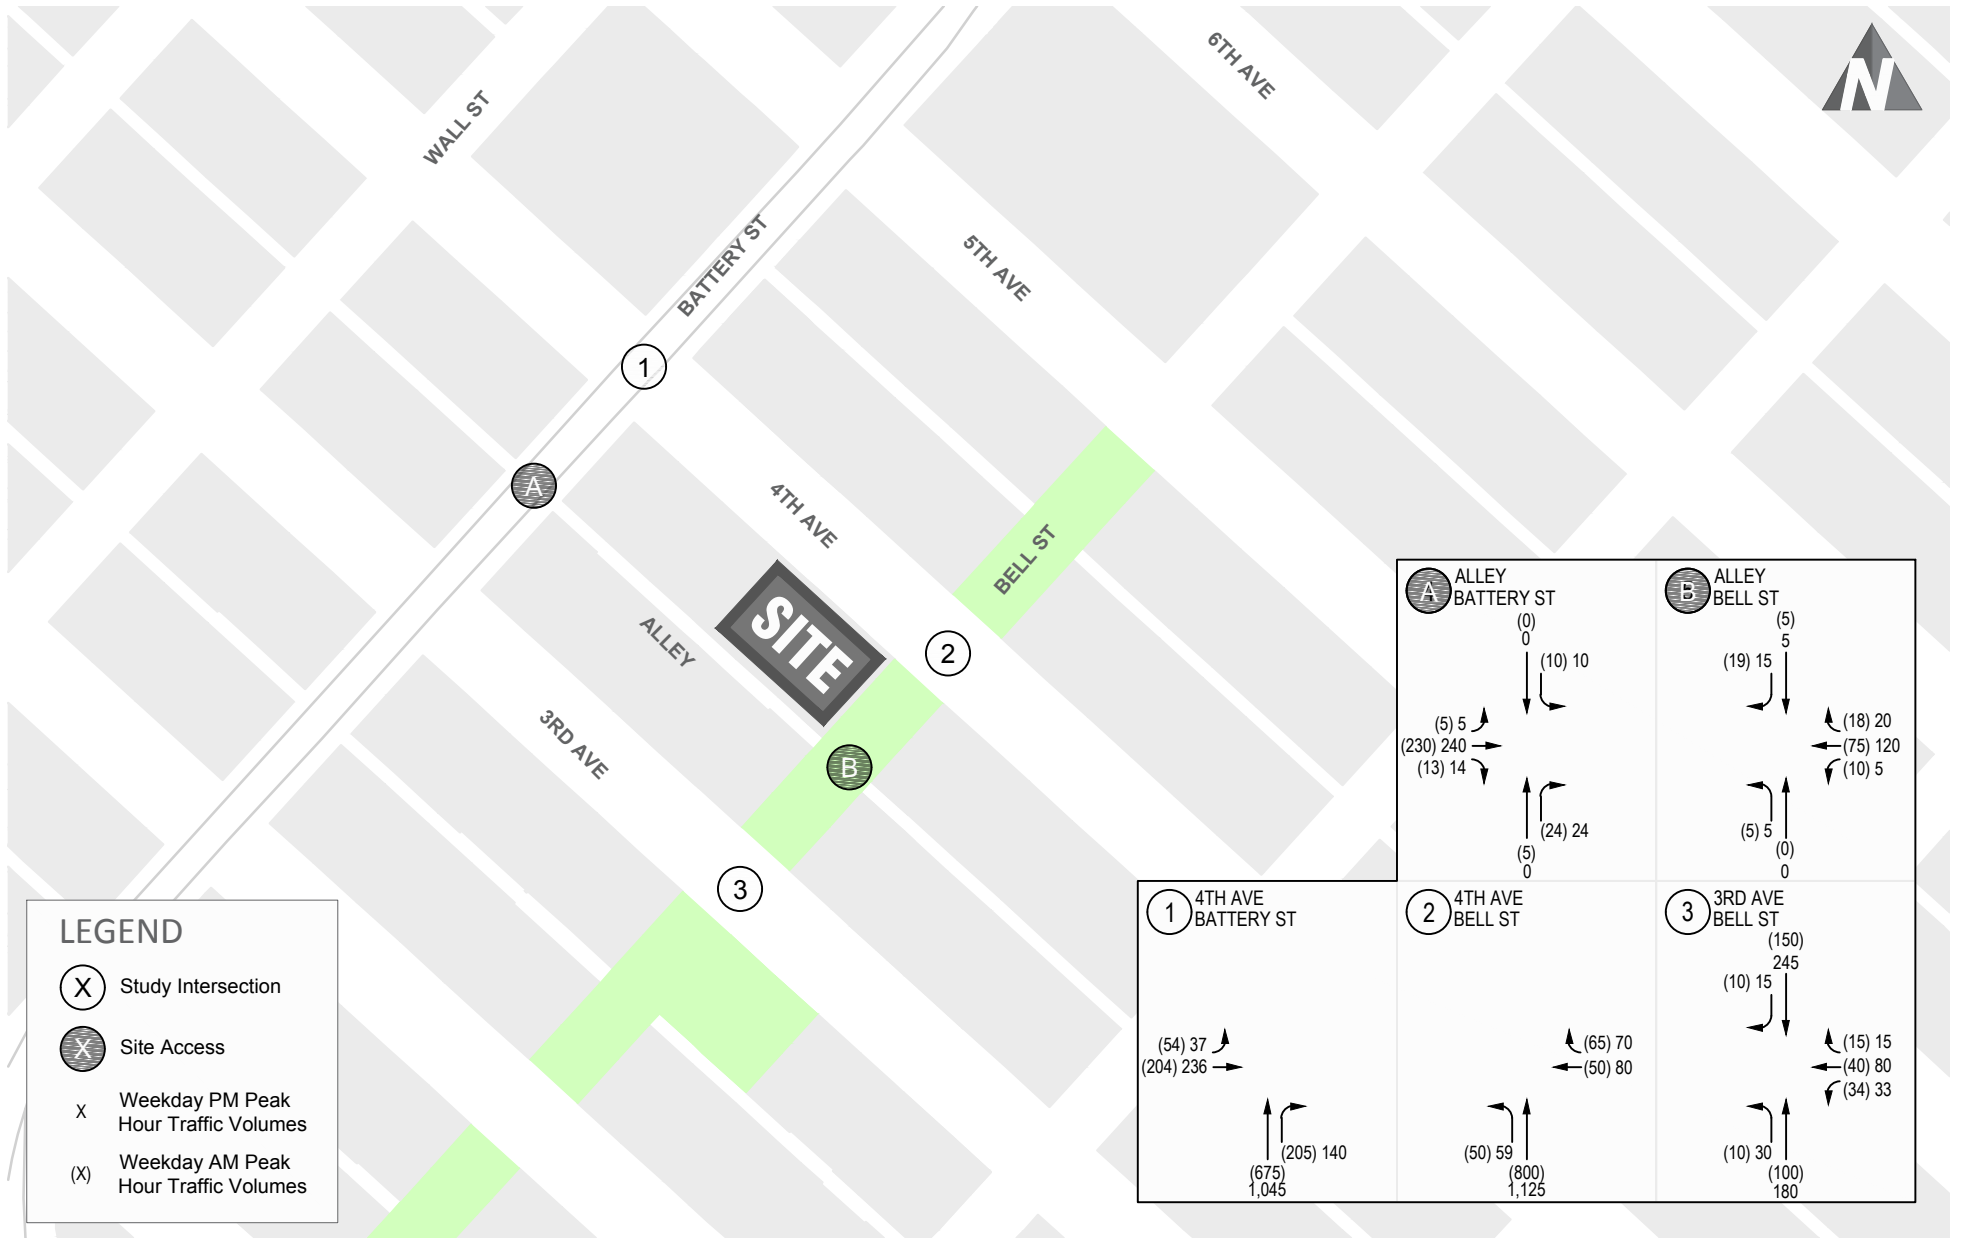 6TH AVE
N
WALL ST
BATTERY ST
5TH AVE
1
A
4TH AVE
BELL ST
SITE
2
ALLEY
3RD AVE
B
3
LEGEND
X Study Intersection
X Site Access
X Weekday PM Peak
Hour Traffic Volumes
(X) Weekday AM Peak
Hour Traffic Volumes
A ALLEY
BATTERY ST
(0)
0
(10) 10
(5) 5
(230) 240
(13) 14
(24) 24
(5)
0
B ALLEY
BELL ST
(5)
5
(19) 15
(18) 20
(75) 120
(10) 5
(5) 5
(0)
0
1 4TH AVE
BATTERY ST
(54) 37
(204) 236
(205) 140
(675)
1,045
2 4TH AVE
BELL ST
(65) 70
(50) 80
(50) 59
(800)
1,125
3 3RD AVE
BELL ST
(150)
245
(10) 15
(15) 15
(40) 80
(34) 33
(10) 30
(100)
180